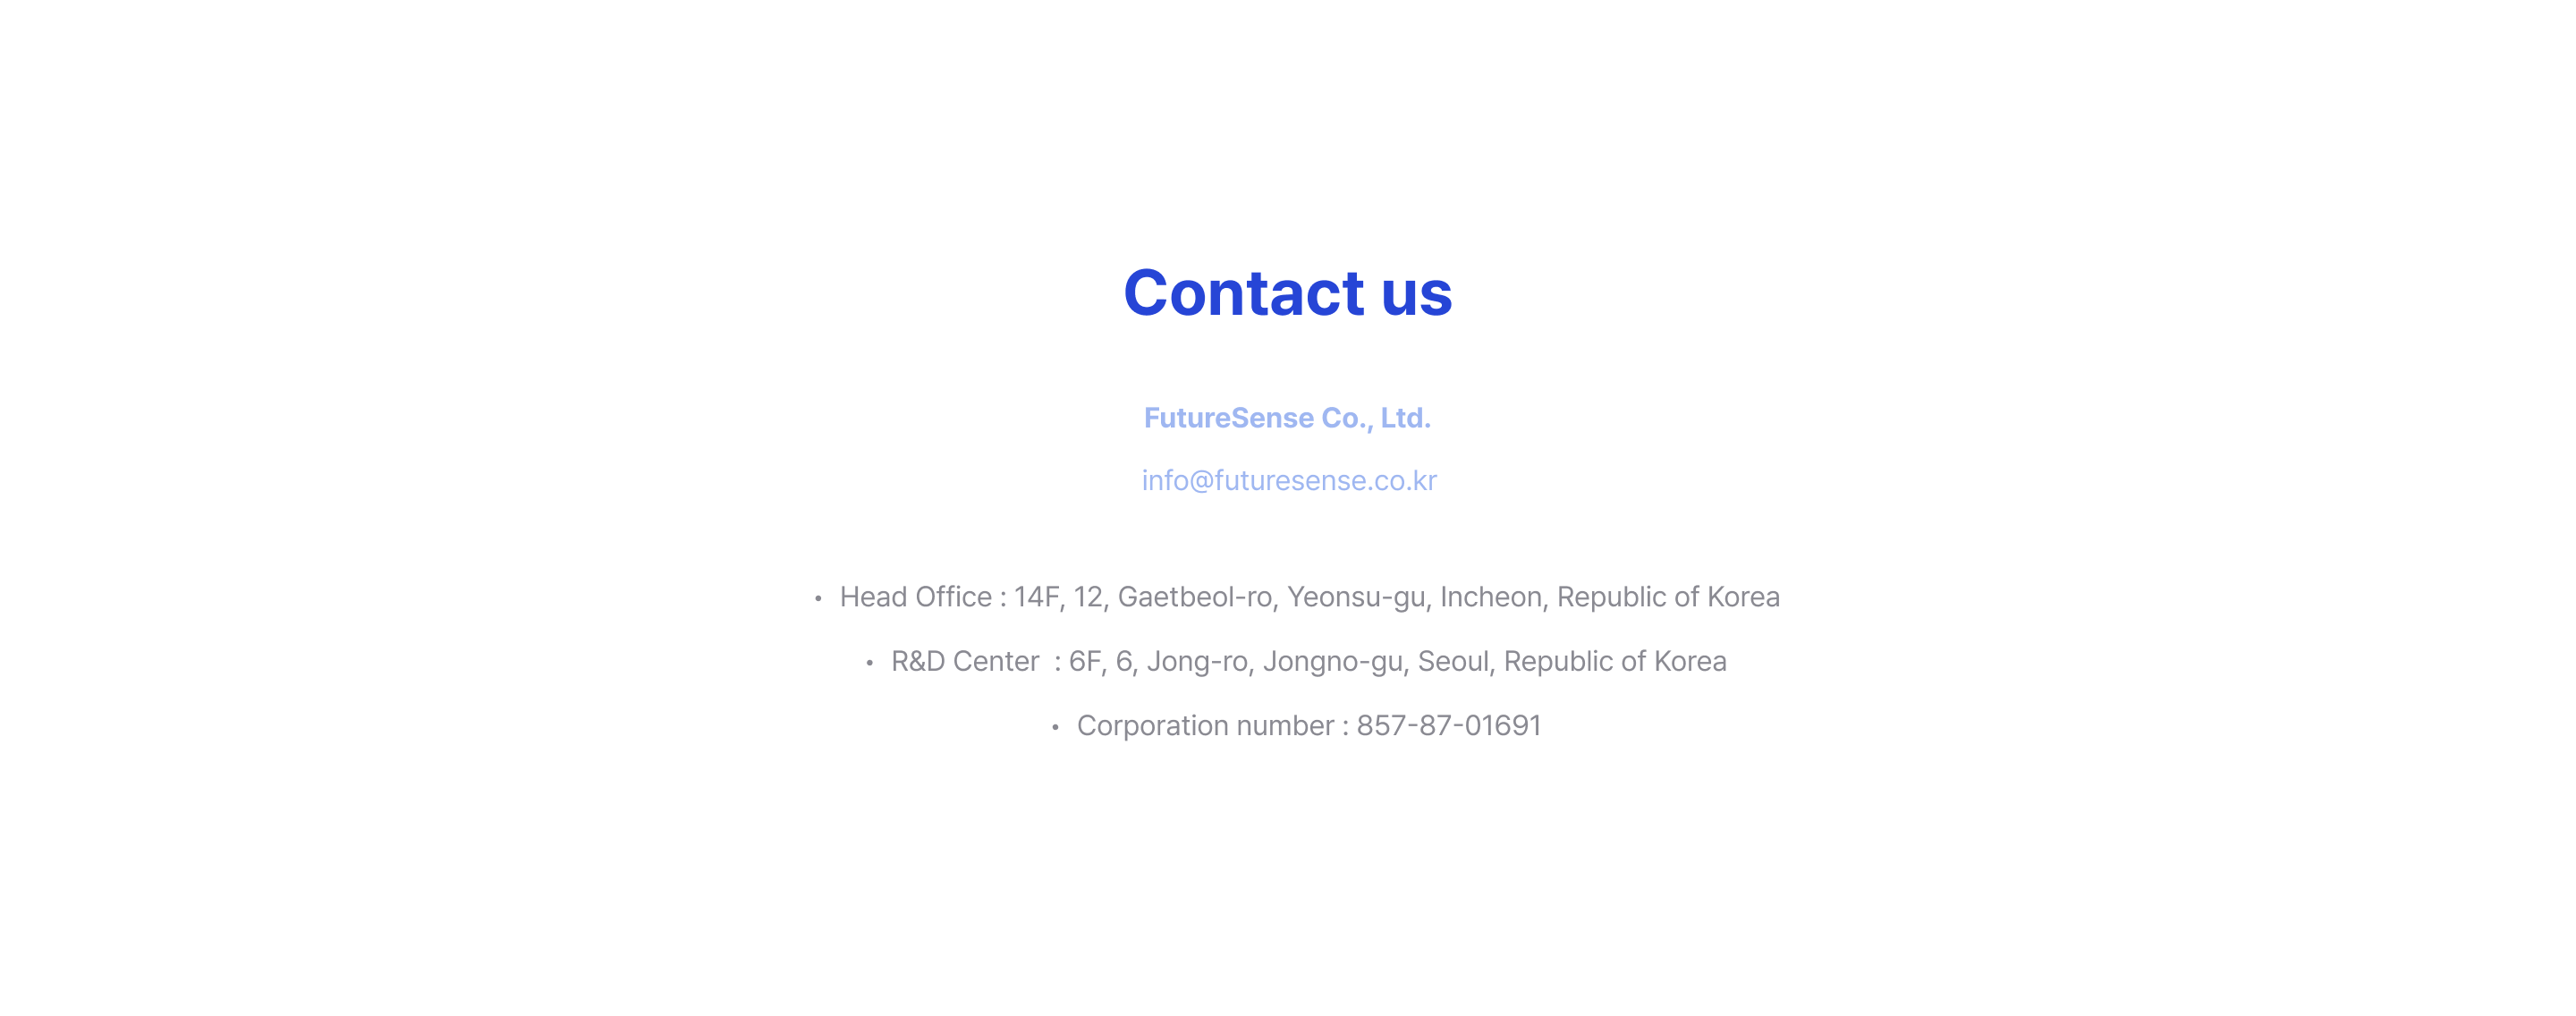 Contact us
FutureSense Co., Ltd.
info@futuresense.co.kr
• Head Office : 14F, 12, Gaetbeol-ro, Yeonsu-gu, Incheon, Republic of Korea
• R&D Center  : 6F, 6, Jong-ro, Jongno-gu, Seoul, Republic of Korea
• Corporation number : 857-87-01691